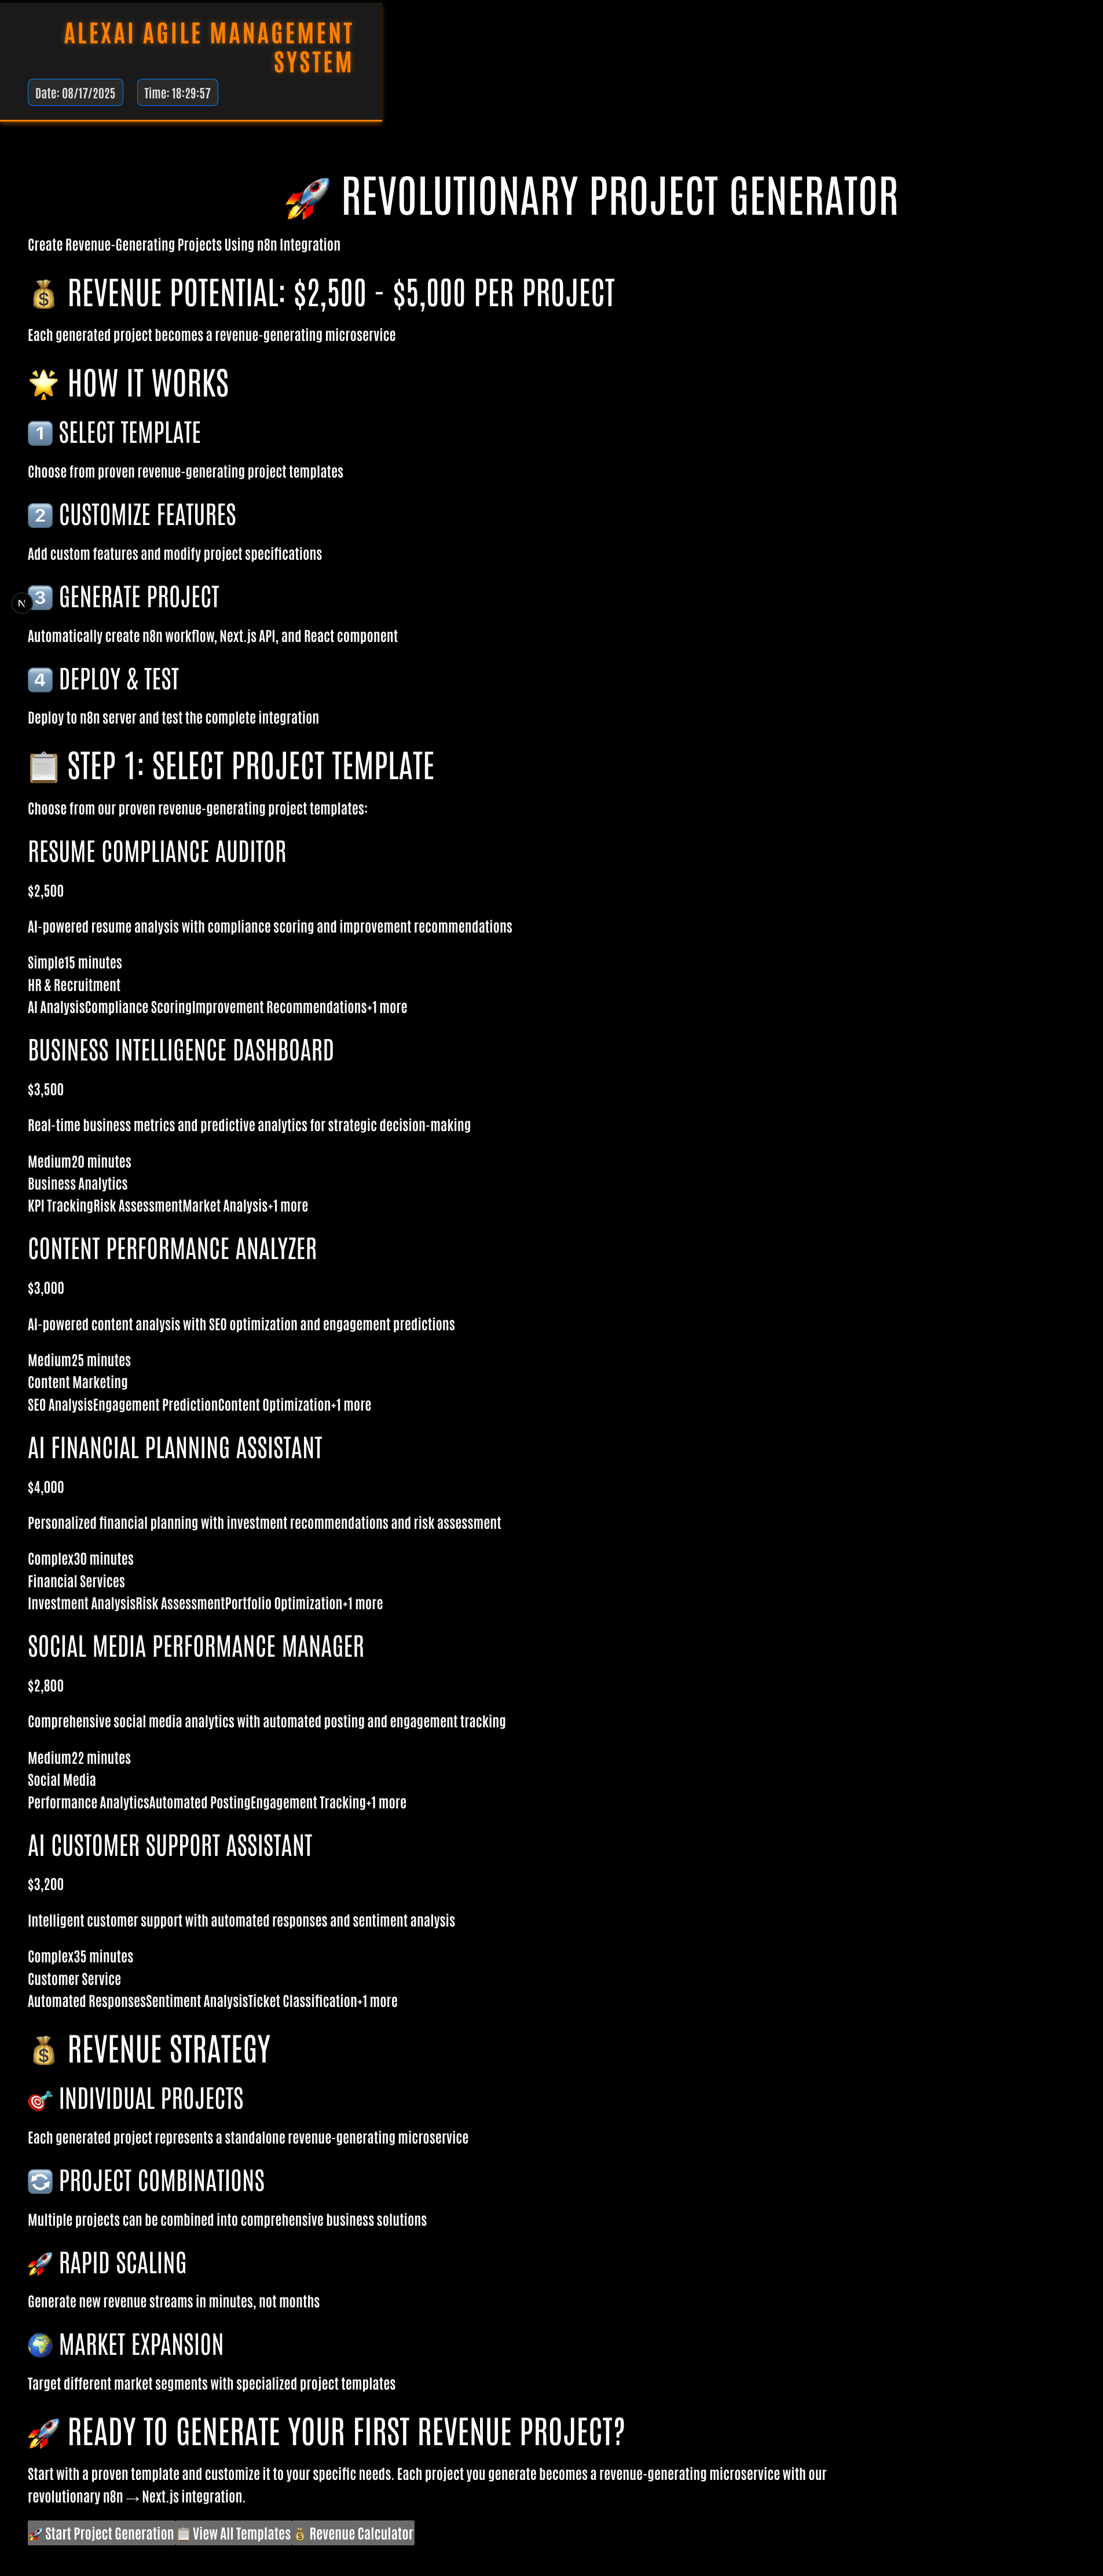 ALEXAI AGILE MANAGEMENT
SYSTEM
Date: 08/17/2025 Time: 18:29:57
🚀 REVOLUTIONARY PROJECT GENERATOR
Create Revenue-Generating Projects Using n8n Integration
💰 REVENUE POTENTIAL: $2,500 - $5,000 PER PROJECT
Each generated project becomes a revenue-generating microservice
🌟 HOW IT WORKS
1️⃣ SELECT TEMPLATE
Choose from proven revenue-generating project templates
2️⃣ CUSTOMIZE FEATURES
Add custom features and modify project specifications
N 3️⃣ GENERATE PROJECT
Automatically create n8n workflow, Next.js API, and React component
4️⃣ DEPLOY & TEST
Deploy to n8n server and test the complete integration
📋 STEP 1: SELECT PROJECT TEMPLATE
Choose from our proven revenue-generating project templates:
RESUME COMPLIANCE AUDITOR
$2,500
AI-powered resume analysis with compliance scoring and improvement recommendations
Simple15 minutes
HR & Recruitment
AI AnalysisCompliance ScoringImprovement Recommendations+1 more
BUSINESS INTELLIGENCE DASHBOARD
$3,500
Real-time business metrics and predictive analytics for strategic decision-making
Medium20 minutes
Business Analytics
KPI TrackingRisk AssessmentMarket Analysis+1 more
CONTENT PERFORMANCE ANALYZER
$3,000
AI-powered content analysis with SEO optimization and engagement predictions
Medium25 minutes
Content Marketing
SEO AnalysisEngagement PredictionContent Optimization+1 more
AI FINANCIAL PLANNING ASSISTANT
$4,000
Personalized financial planning with investment recommendations and risk assessment
Complex30 minutes
Financial Services
Investment AnalysisRisk AssessmentPortfolio Optimization+1 more
SOCIAL MEDIA PERFORMANCE MANAGER
$2,800
Comprehensive social media analytics with automated posting and engagement tracking
Medium22 minutes
Social Media
Performance AnalyticsAutomated PostingEngagement Tracking+1 more
AI CUSTOMER SUPPORT ASSISTANT
$3,200
Intelligent customer support with automated responses and sentiment analysis
Complex35 minutes
Customer Service
Automated ResponsesSentiment AnalysisTicket Classification+1 more
💰 REVENUE STRATEGY
🎯 INDIVIDUAL PROJECTS
Each generated project represents a standalone revenue-generating microservice
🔄 PROJECT COMBINATIONS
Multiple projects can be combined into comprehensive business solutions
🚀 RAPID SCALING
Generate new revenue streams in minutes, not months
🌍 MARKET EXPANSION
Target different market segments with specialized project templates
🚀 READY TO GENERATE YOUR FIRST REVENUE PROJECT?
Start with a proven template and customize it to your specific needs. Each project you generate becomes a revenue-generating microservice with our
revolutionary n8n → Next.js integration.
🚀 Start Project Generation 📋 View All Templates 💰 Revenue Calculator